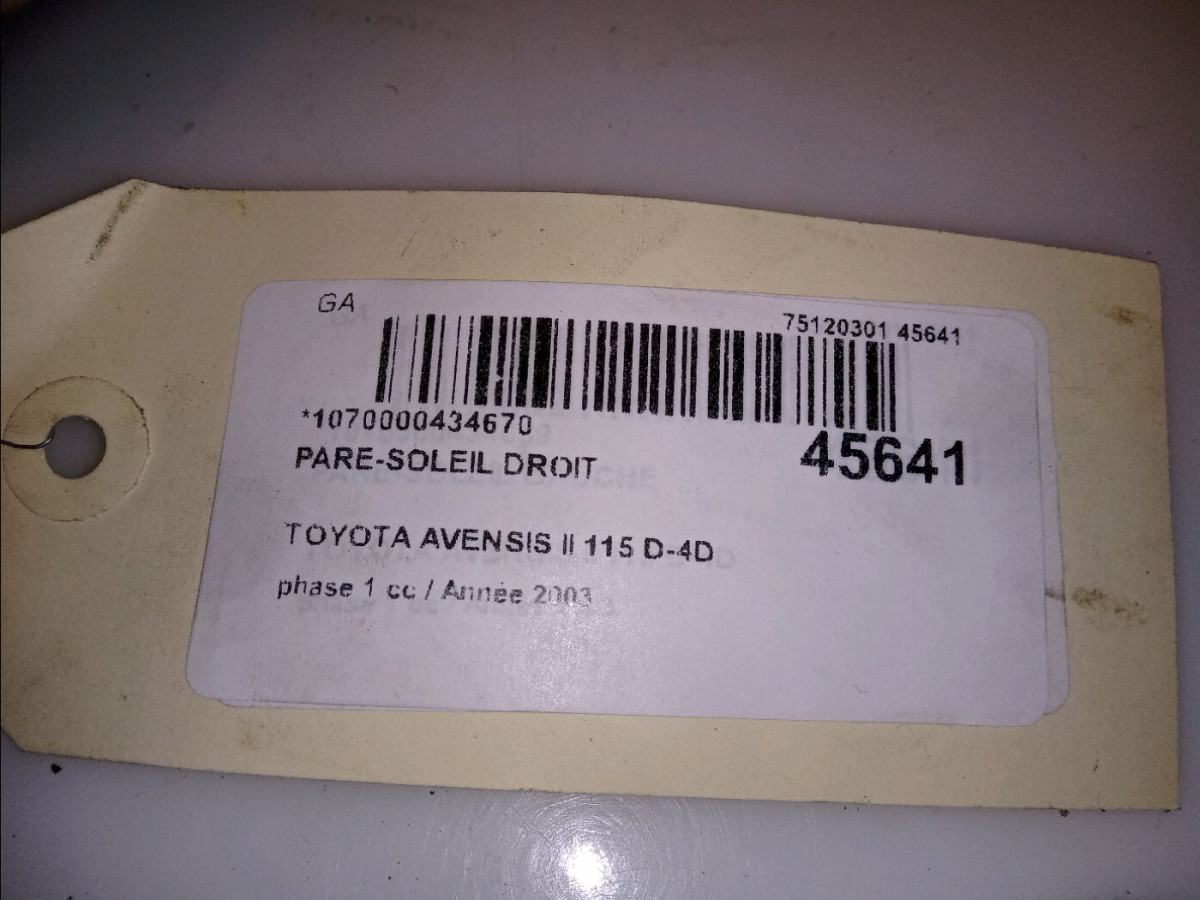 GA
75120301 45641
*1070000434670
45641
PARE-SOLEIL DROIT
TOYOTA AVENSIS II 115 D-4D
phase 1 cc / Année 2003